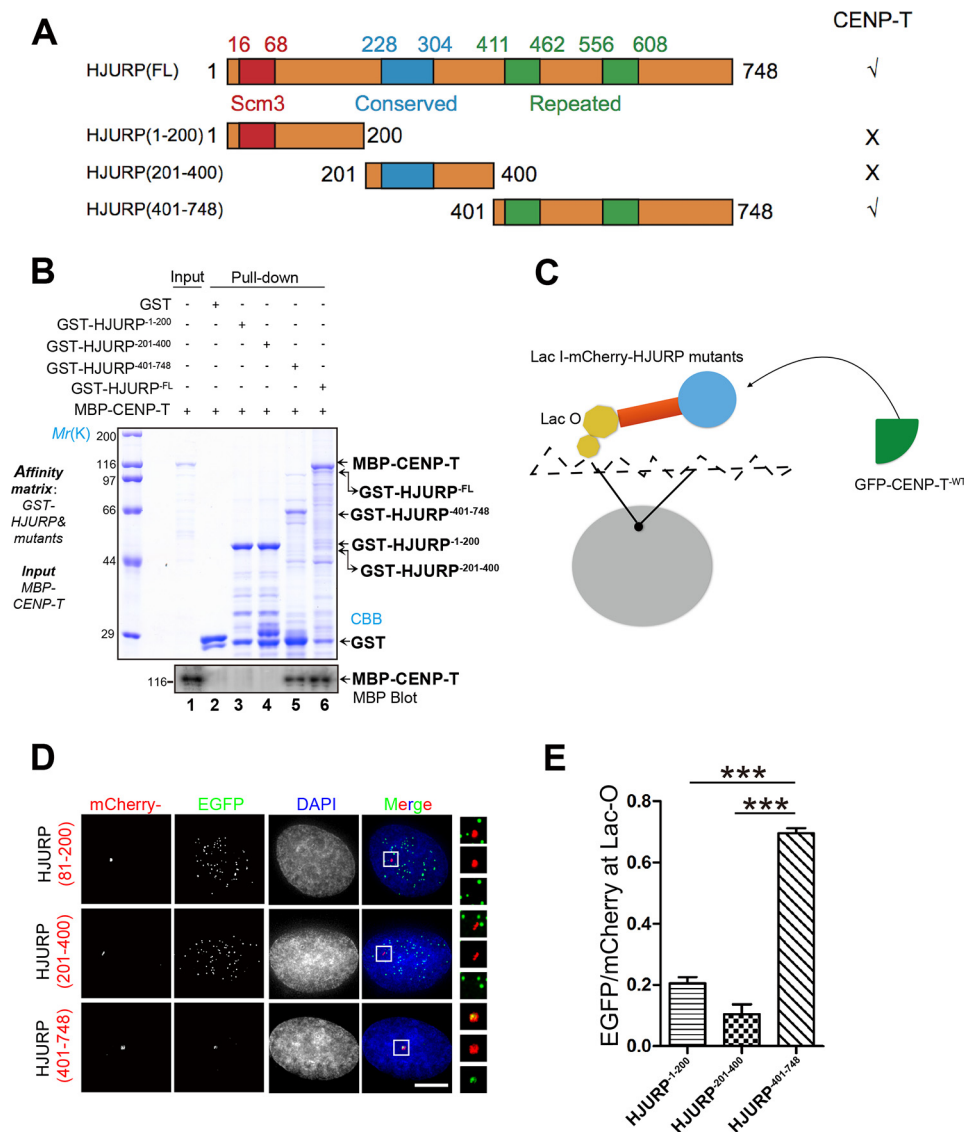 A
CENP-T
16 68 228 304 411 462 556 608
HJURP(FL) 1 748 √
Scm3 Conserved Repeated
HJURP(1-200) 1 200 X
HJURP(201-400) 201 400 X
HJURP(401-748) 401 748 √
B
Input Pull-down
GST - + - - - -
GST-HJURP-1-200 - - + - - -
GST-HJURP-201-400 - - - + - -
GST-HJURP-401-748 - - - - + -
GST-HJURP-FL - - - - - +
MBP-CENP-T + + + + + +
Mr(K)
200
116
97
66
44
29
Affinity
matrix:
GST-
HJURP&
mutants
Input
MBP-
CENP-T
MBP-CENP-T
GST-HJURP-FL
GST-HJURP-401-748
GST-HJURP-1-200
GST-HJURP-201-400
CBB
GST
116
MBP-CENP-T
MBP Blot
1 2 3 4 5 6
C
Lac I-mCherry-HJURP mutants
Lac O
GFP-CENP-T-WT
D
mCherry- EGFP DAPI Merge
HJURP
(81-200)
HJURP
(201-400)
HJURP
(401-748)
E
***
***
EGFP/mCherry at Lac-O
0.8
0.6
0.4
0.2
0.0
HJURP-1-200
HJURP-201-400
HJURP-401-748